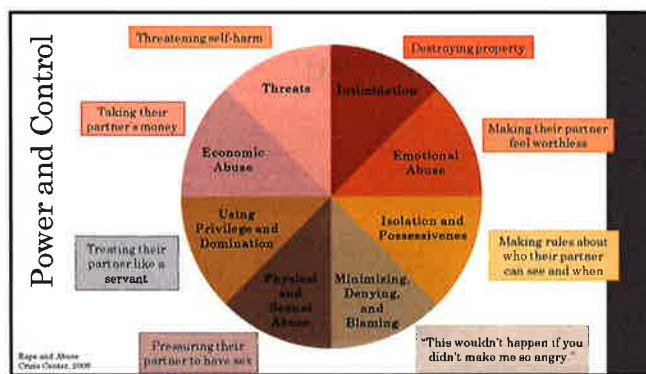 Power and Control
Threatening self-harm
Destroying property
Threats
Intimidation
Taking their
partner's money
Making their partner
feel worthless
Economic
Abuse
Emotional
Abuse
Using
Privilege and
Domination
Isolation and
Possessivenes
Treating their
partner like a
servant
Making rules about
who their partner
can see and when
Physical
and
Sexual
Abuse
Minimizing,
Denying,
and
Blaming
Pressuring their
partner to have sex
"This wouldn't happen if you
didn't make me so angry"
Rape and Abuse
Crisis Center,